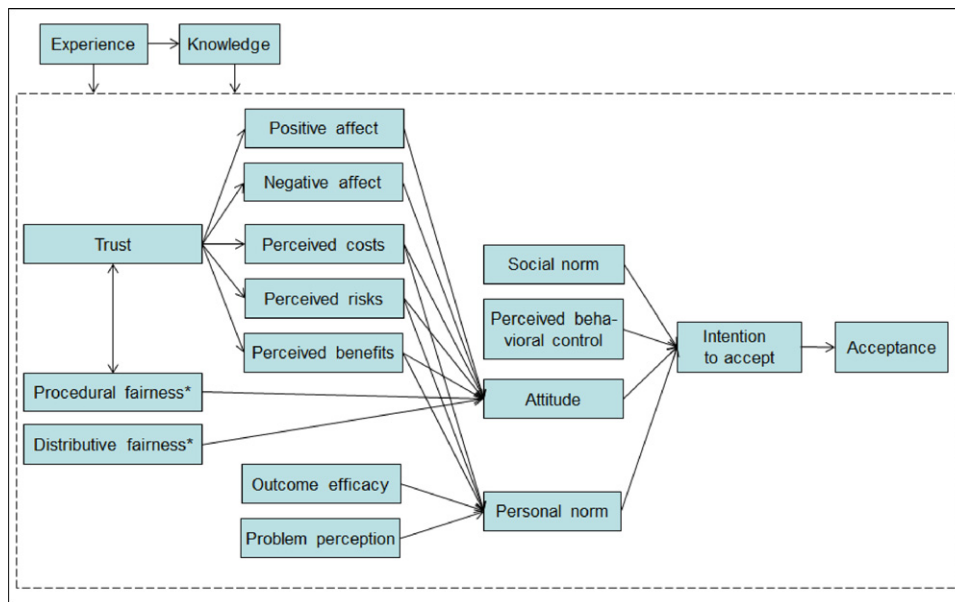 Experience
Knowledge
Positive affect
Negative affect
Trust
Perceived costs
Social norm
Perceived risks
Perceived beha-
vioral control
Intention
to accept
Acceptance
Perceived benefits
Procedural fairness*
Attitude
Distributive fairness*
Outcome efficacy
Personal norm
Problem perception